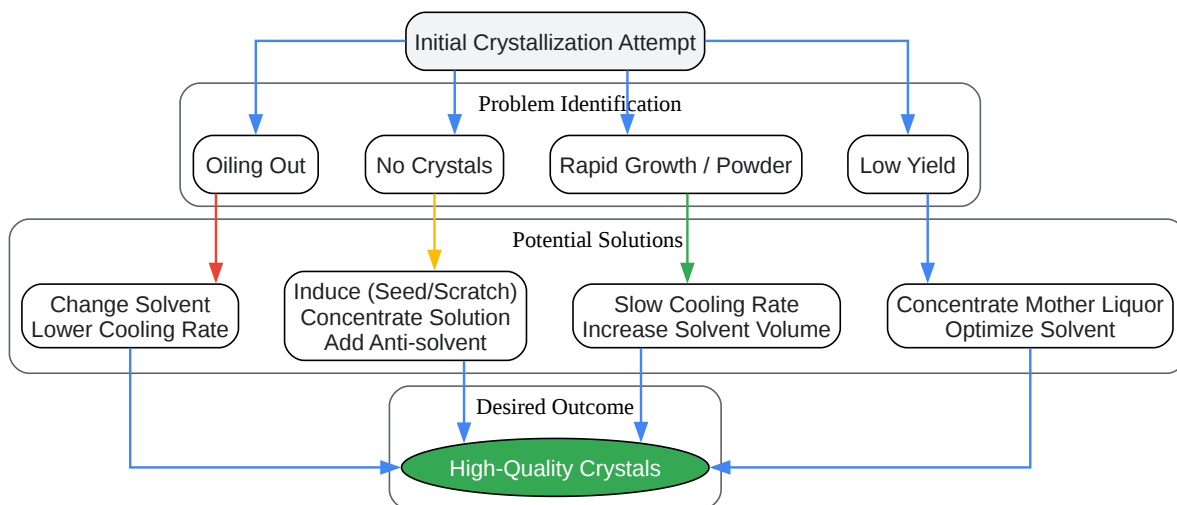 Initial Crystallization Attempt
Problem Identification
Oiling Out
No Crystals
Rapid Growth / Powder
Low Yield
Potential Solutions
Change Solvent
Lower Cooling Rate
Induce (Seed/Scratch)
Concentrate Solution
Add Anti-solvent
Slow Cooling Rate
Increase Solvent Volume
Concentrate Mother Liquor
Optimize Solvent
Desired Outcome
High-Quality Crystals